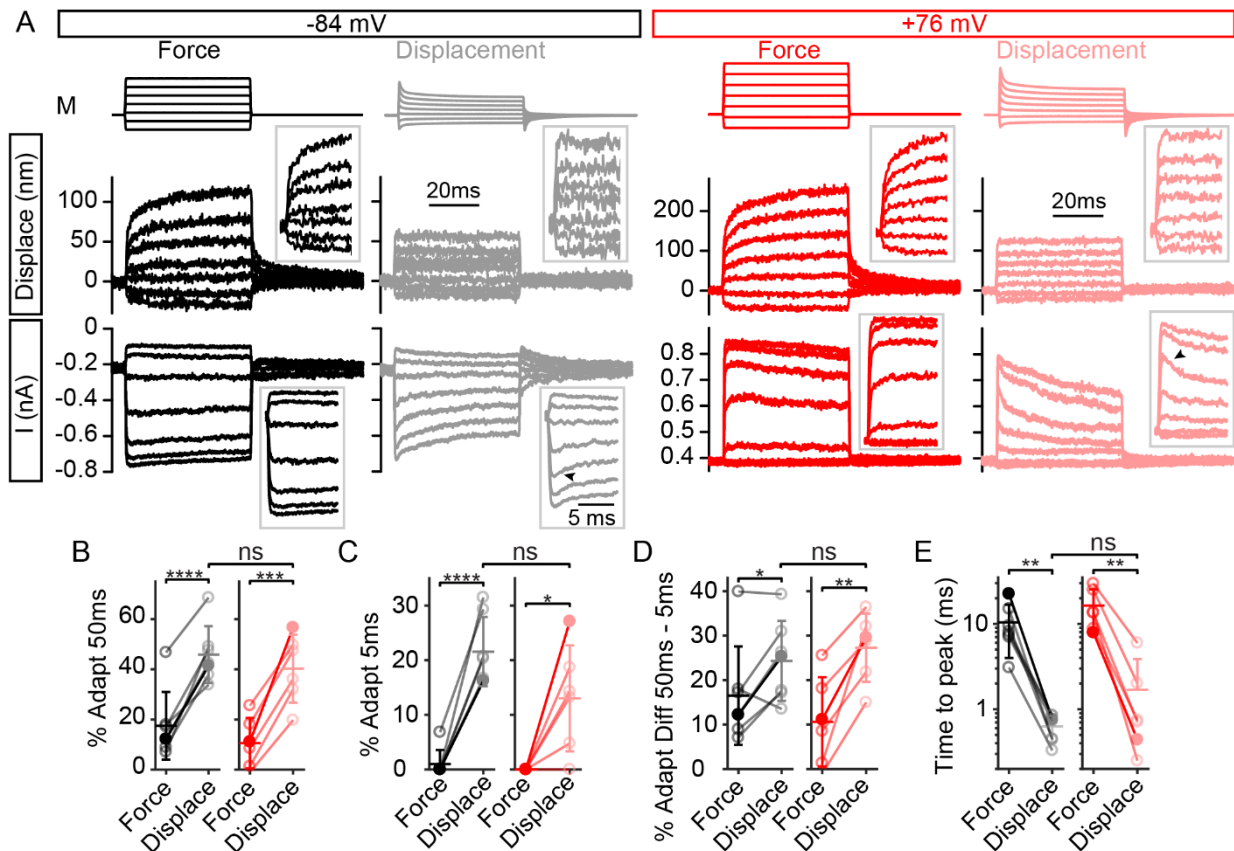 A
-84 mV
+76 mV
Force
Displacement
Force
Displacement
M
Displace (nm)
100
50
0
20ms
200
100
0
20ms
I (nA)
0
-0.2
-0.4
-0.6
-0.8
5 ms
0.8
0.7
0.6
0.5
0.4
B
ns
****
***
% Adapt 50ms
60
40
20
0
Force
Displace
Force
Displace
C
ns
****
*
% Adapt 5ms
30
20
10
0
Force
Displace
Force
Displace
D
ns
*
**
% Adapt Diff 50ms - 5ms
40
30
20
10
0
Force
Displace
Force
Displace
E
ns
**
**
Time to peak (ms)
10
1
Force
Displace
Force
Displace